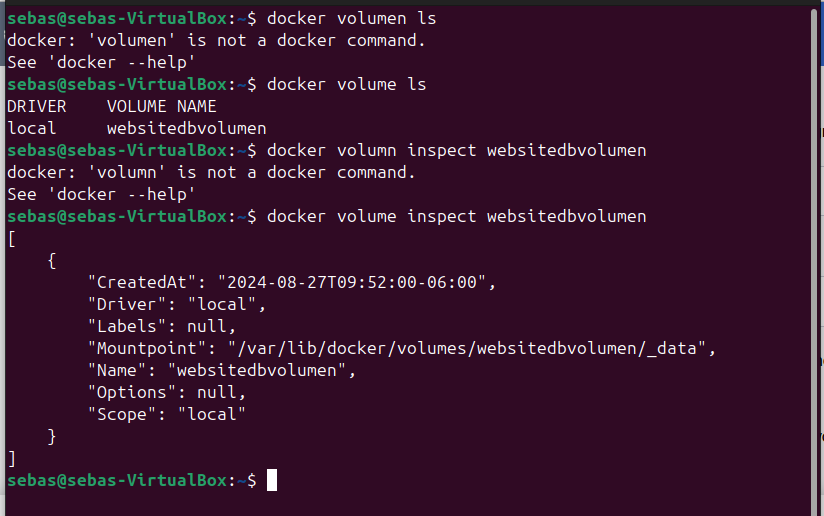 sebas@sebas-VirtualBox:~$ docker volumen ls
docker: 'volumen' is not a docker command.
See 'docker --help'
sebas@sebas-VirtualBox:~$ docker volume ls
DRIVER    VOLUME NAME
local     websitedbvolumen
sebas@sebas-VirtualBox:~$ docker volumn inspect websitedbvolumen
docker: 'volumn' is not a docker command.
See 'docker --help'
sebas@sebas-VirtualBox:~$ docker volume inspect websitedbvolumen
[
    {
        "CreatedAt": "2024-08-27T09:52:00-06:00",
        "Driver": "local",
        "Labels": null,
        "Mountpoint": "/var/lib/docker/volumes/websitedbvolumen/_data",
        "Name": "websitedbvolumen",
        "Options": null,
        "Scope": "local"
    }
]
sebas@sebas-VirtualBox:~$